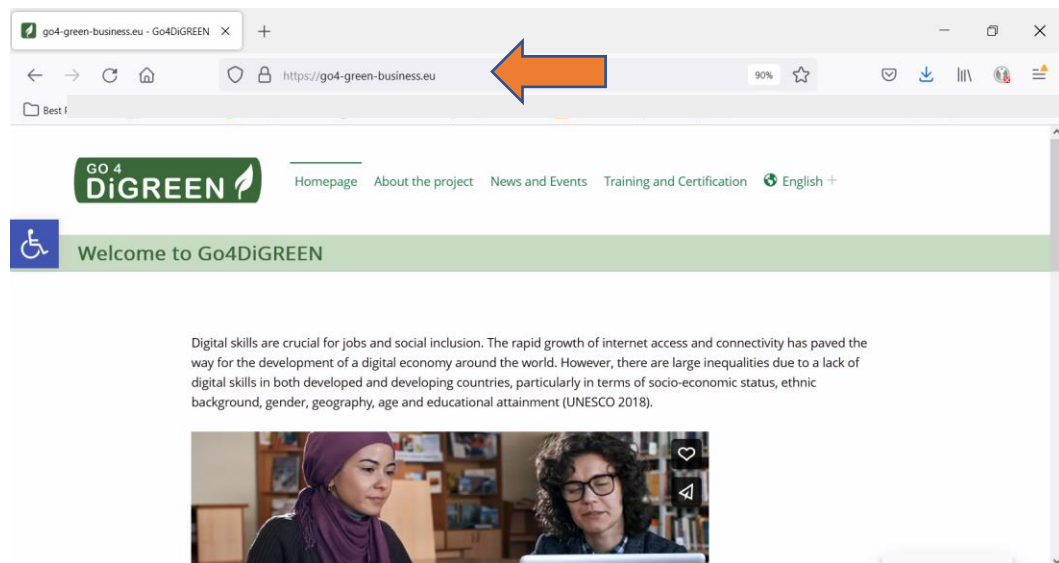 go4-green-business.eu - Go4DiGREEN
https://go4-green-business.eu
90%
Best
GO 4
DiGREEN
Homepage About the project News and Events Training and Certification English +
Welcome to Go4DiGREEN
Digital skills are crucial for jobs and social inclusion. The rapid growth of internet access and connectivity has paved the
way for the development of a digital economy around the world. However, there are large inequalities due to a lack of
digital skills in both developed and developing countries, particularly in terms of socio-economic status, ethnic
background, gender, geography, age and educational attainment (UNESCO 2018).